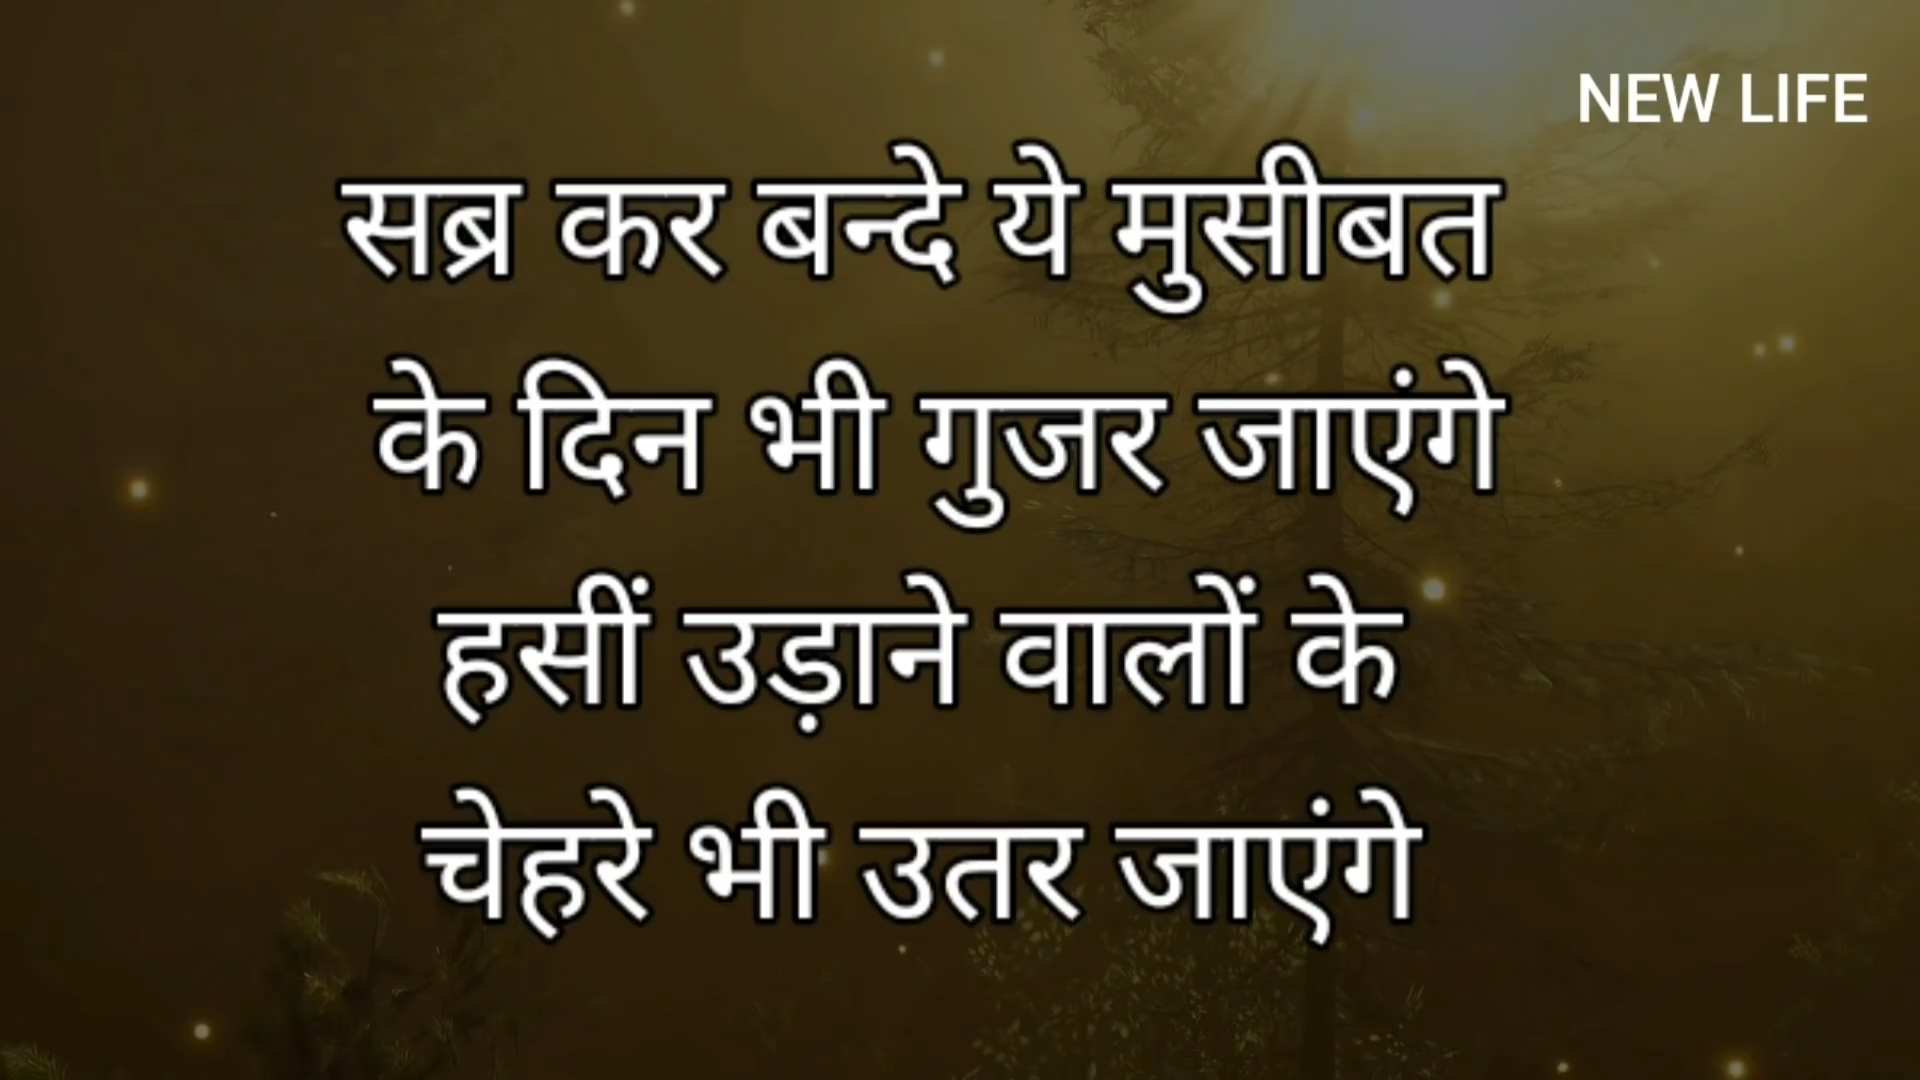 NEW LIFE
सब्र कर बन्दे ये मुसीबत
के दिन भी गुजर जाएंगे
हसीं उड़ाने वालों के
चेहरे भी उतर जाएंगे